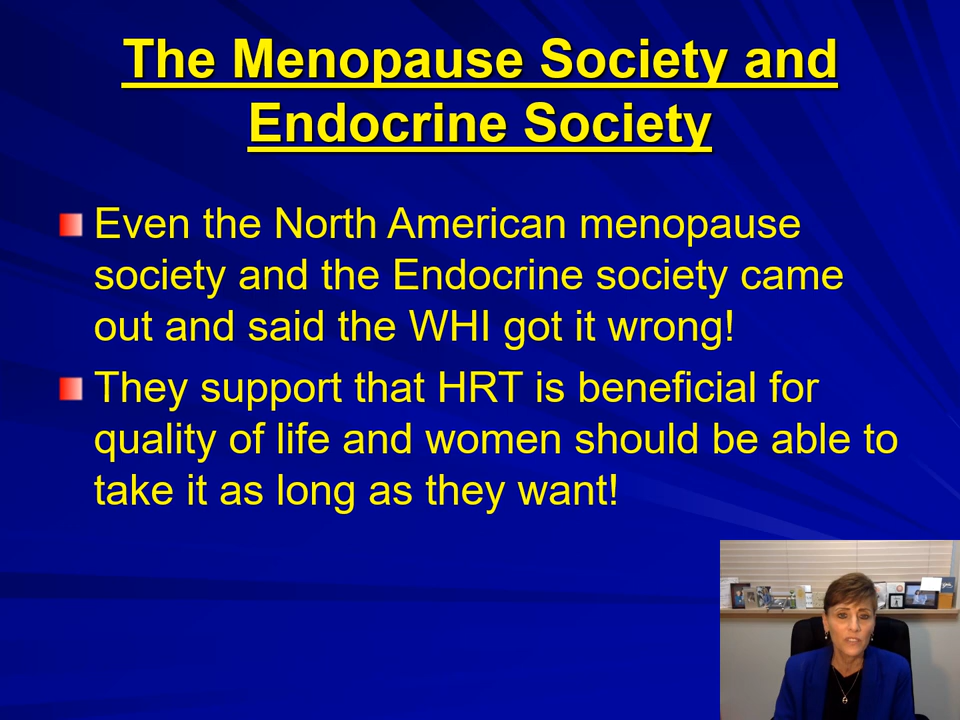 The Menopause Society and
Endocrine Society
Even the North American menopause
society and the Endocrine society came
out and said the WHI got it wrong!
They support that HRT is beneficial for
quality of life and women should be able to
take it as long as they want!